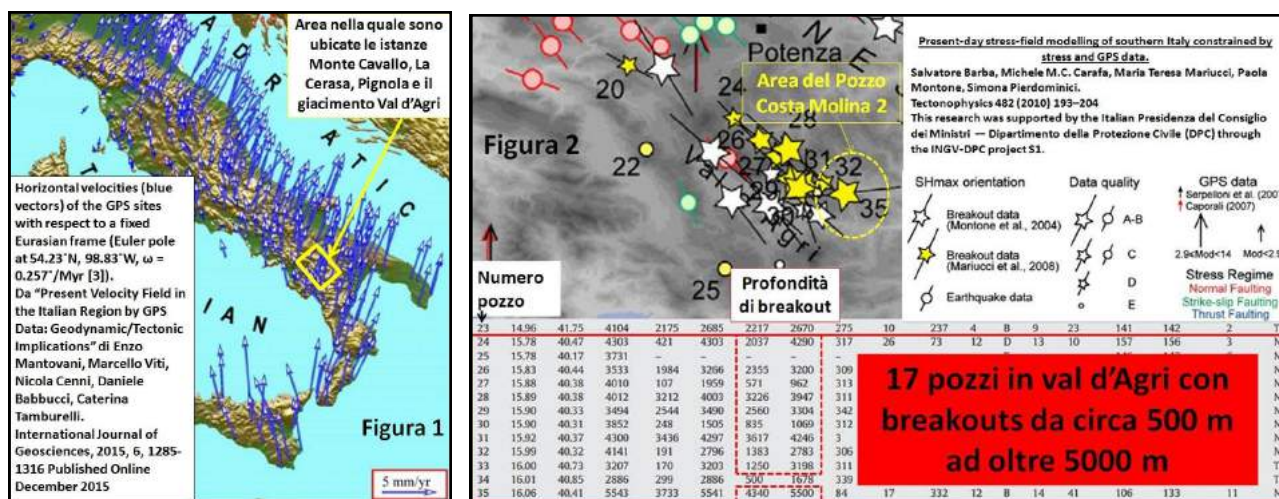 Area nella quale sono
ubicate le istanze
Monte Cavallo, La
Cerasa, Pignola e il
giacimento Val d'Agri
A D R I A T I C
T
I A N
Horizontal velocities (blue
vectors) of the GPS sites
with respect to a fixed
Eurasian frame (Euler pole
at 54.23°N, 98.83°W, ω =
0.257°/Myr [3]).
Da "Present Velocity Field in
the Italian Region by GPS
Data: Geodynamic/Tectonic
Implications" di Enzo
Mantovani, Marcello Viti,
Nicola Cenni, Daniele
Babbucci, Caterina
Tamburelli.
International Journal of
Geosciences, 2015, 6, 1285-
1316 Published Online
December 2015
Figura 1
5 mm/yr
N E
Potenza
Area del Pozzo
Costa Molina 2
Figura 2
20
24
22
26
28
27
31
32
29
30
35
25
Val d'Agri
Numero
pozzo
Profondità
di breakout
Present-day stress-field modelling of southern Italy constrained by
stress and GPS data.
Salvatore Barba, Michele M.C. Carafa, Maria Teresa Mariucci, Paola
Montone, Simona Pierdominici.
Tectonophysics 482 (2010) 193–204
This research was supported by the Italian Presidenza del Consiglio
dei Ministri — Dipartimento della Protezione Civile (DPC) through
the INGV-DPC project S1.
SHmax orientation
Breakout data
(Montone et al., 2004)
Breakout data
(Mariucci et al., 2008)
Earthquake data
Data quality
A-B
C
D
E
GPS data
Serpelloni et al. (200
Caporali (2007)
2.9≤Mod<14 Mod<2.9
Stress Regime
Normal Faulting
Strike-slip Faulting
Thrust Faulting
23 14.96 41.75 4104 2175 2685 2217 2670 275 10 237 4 B 9 23 141 142 2 T
24 15.78 40.47 4303 421 4303 2037 4290 317 26 73 12 D 13 10 157 156 3
25 15.78 40.17 3731 – – – –
26 15.83 40.44 3533 1984 3266 2355 3200 309
27 15.88 40.38 4010 107 1959 571 962 313
28 15.89 40.38 4012 3212 4003 3226 3947 311
29 15.90 40.33 3494 2544 3490 2560 3304 342
30 15.90 40.31 3852 248 1505 835 1069 312
31 15.92 40.37 4300 3436 4297 3617 4246 3
32 15.99 40.32 4141 191 2796 1383 2783 306
33 16.00 40.73 3207 170 3203 1250 3198 311
34 16.01 40.85 2886 299 2886 500 1678 339
35 16.06 40.41 5543 3733 5541 4340 5500 84 17 332 12 B 14 41 106 133 11
17 pozzi in val d'Agri con
breakouts da circa 500 m
ad oltre 5000 m